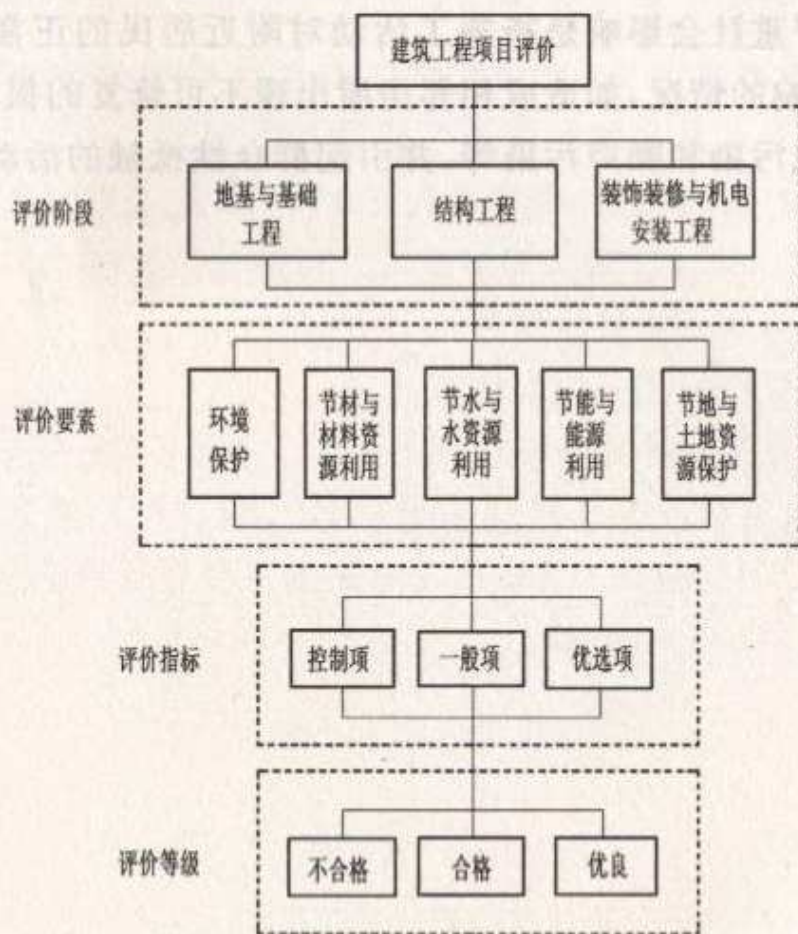 建筑工程项目评价
评价阶段
地基与基础
工程
结构工程
装饰装修与机电
安装工程
评价要素
环境
保护
节材与
材料资
源利用
节水与
水资源
利用
节能与
能源
利用
节地与
土地资
源保护
评价指标
控制项
一般项
优选项
评价等级
不合格
合格
优良